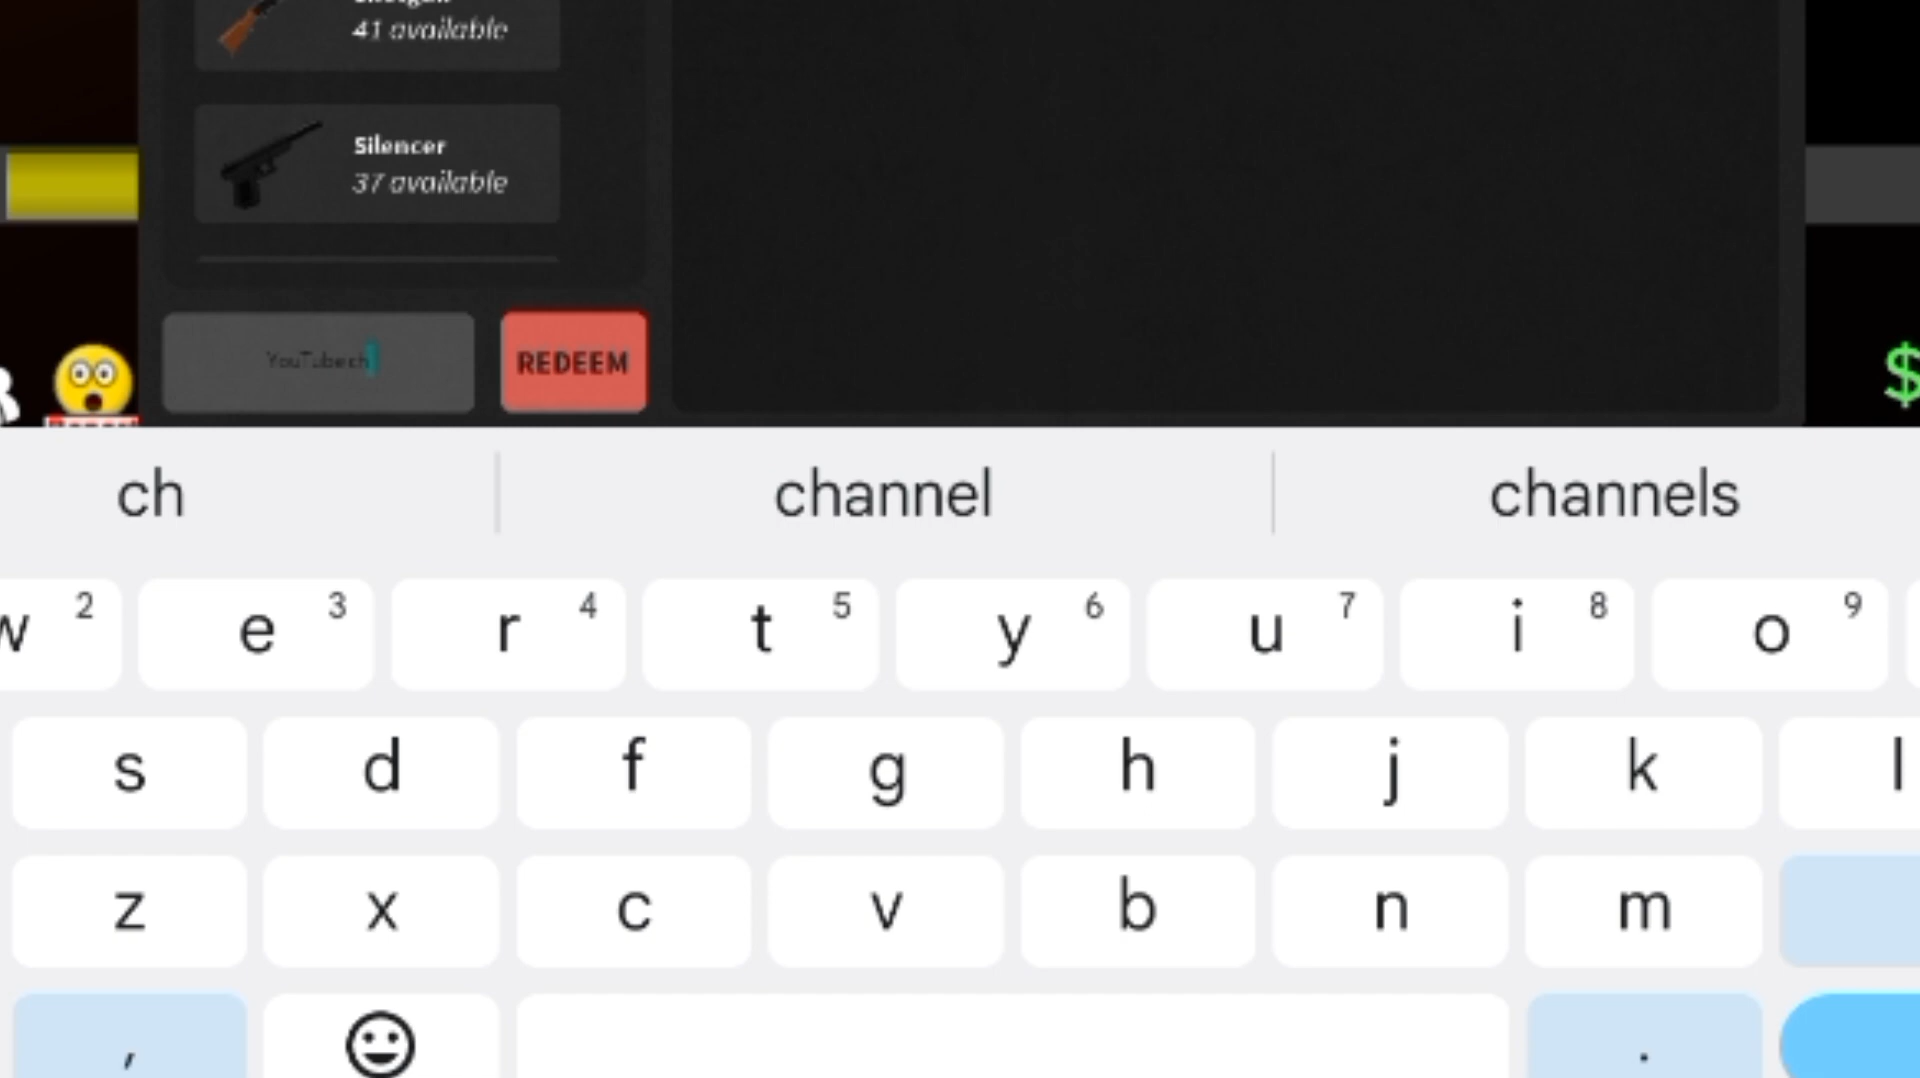 41 available
Silencer
37 available
YouTubech
REDEEM
R
$
ch channel channels
w 2 e 3 r 4 t 5 y 6 u 7 i 8 o 9
s d f g h j k l
z x c v b n m
, .